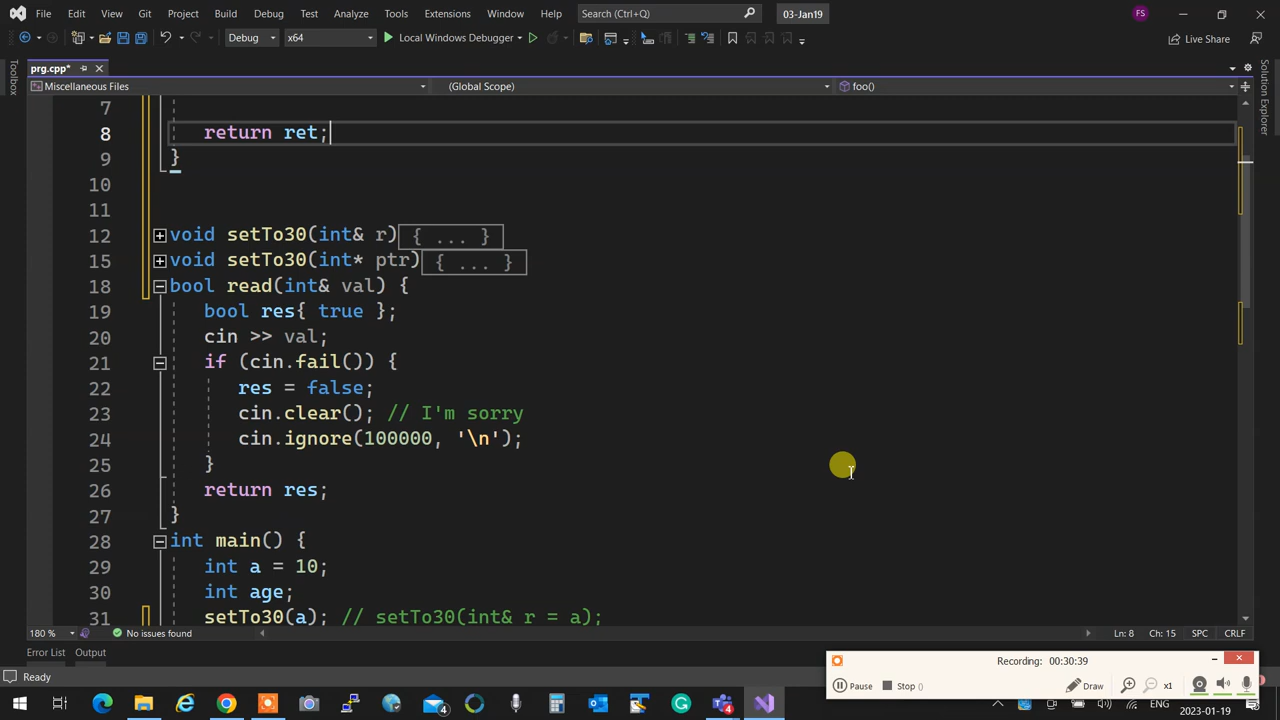 File Edit View Git Project Build Debug Test Analyze Tools Extensions Window Help Search (Ctrl+Q) 03-Jan19 FS
Debug x64 Local Windows Debugger Live Share
prg.cpp*
Miscellaneous Files (Global Scope) foo()
Toolbox
Solution Explorer
7
8 return ret;
9 }
10
11
12 void setTo30(int& r){ ... }
15 void setTo30(int* ptr){ ... }
18 bool read(int& val) {
19 bool res{ true };
20 cin >> val;
21 if (cin.fail()) {
22 res = false;
23 cin.clear(); // I'm sorry
24 cin.ignore(100000, '\n');
25 }
26 return res;
27 }
28 int main() {
29 int a = 10;
30 int age;
31 setTo30(a); // setTo30(int& r = a);
180 % No issues found Ln: 8 Ch: 15 SPC CRLF
Error List Output
Ready
Recording: 00:30:39
Pause Stop () Draw x1
4
ENG
2023-01-19